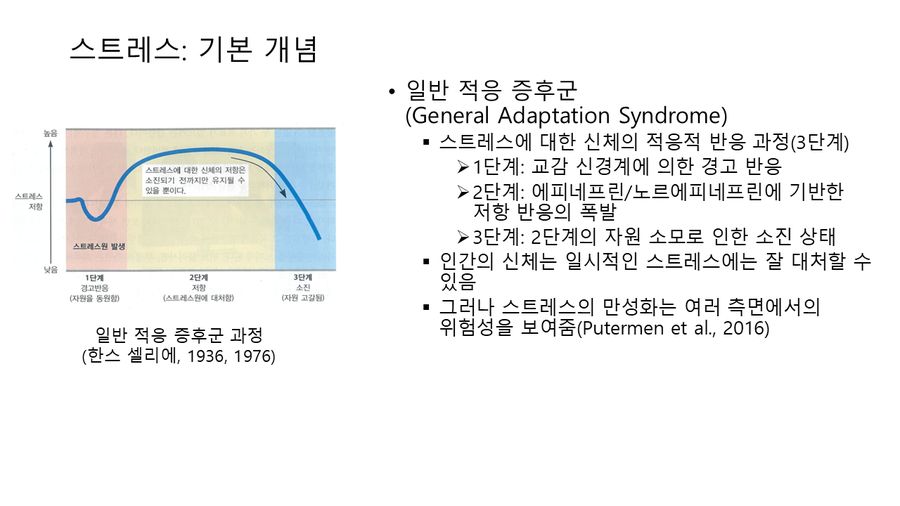 스트레스: 기본 개념
높음
스트레스
저항
낮음
스트레스에 대한 신체의 저항은
소진되기 전까지만 유지될 수
있을 뿐이다.
스트레스원 발생
1단계
경고반응
(자원을 동원함)
2단계
저항
(스트레스원에 대처함)
3단계
소진
(자원 고갈됨)
일반 적응 증후군 과정
(한스 셀리에, 1936, 1976)
• 일반 적응 증후군
(General Adaptation Syndrome)
▪ 스트레스에 대한 신체의 적응적 반응 과정(3단계)
➢1단계: 교감 신경계에 의한 경고 반응
➢2단계: 에피네프린/노르에피네프린에 기반한
저항 반응의 폭발
➢3단계: 2단계의 자원 소모로 인한 소진 상태
▪ 인간의 신체는 일시적인 스트레스에는 잘 대처할 수
있음
▪ 그러나 스트레스의 만성화는 여러 측면에서의
위험성을 보여줌(Putermen et al., 2016)